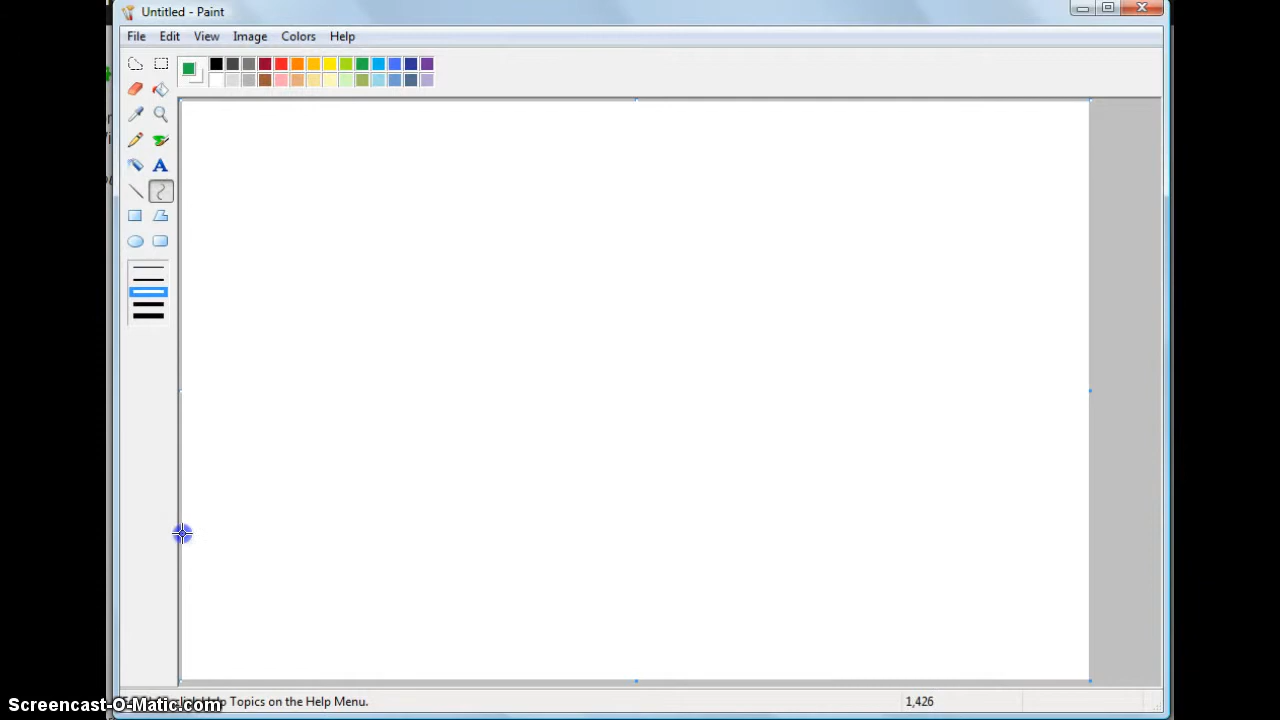 Untitled - Paint
File Edit View Image Colors Help
A
Topics on the Help Menu.
1,426
Screencast-O-Matic.com